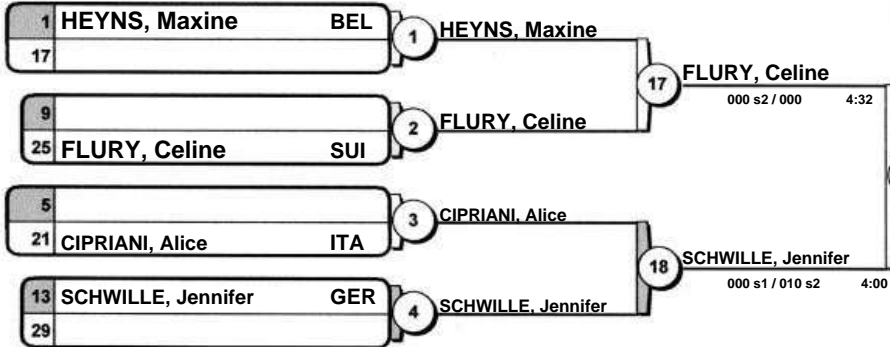 1 HEYNS, Maxine BEL
17
1 HEYNS, Maxine
9
25 FLURY, Celine SUI
2 FLURY, Celine
17 FLURY, Celine
000 s2 / 000 4:32
5
21 CIPRIANI, Alice ITA
3 CIPRIANI, Alice
13 SCHWILLE, Jennifer GER
29
4 SCHWILLE, Jennifer
18 SCHWILLE, Jennifer
000 s1 / 010 s2 4:00